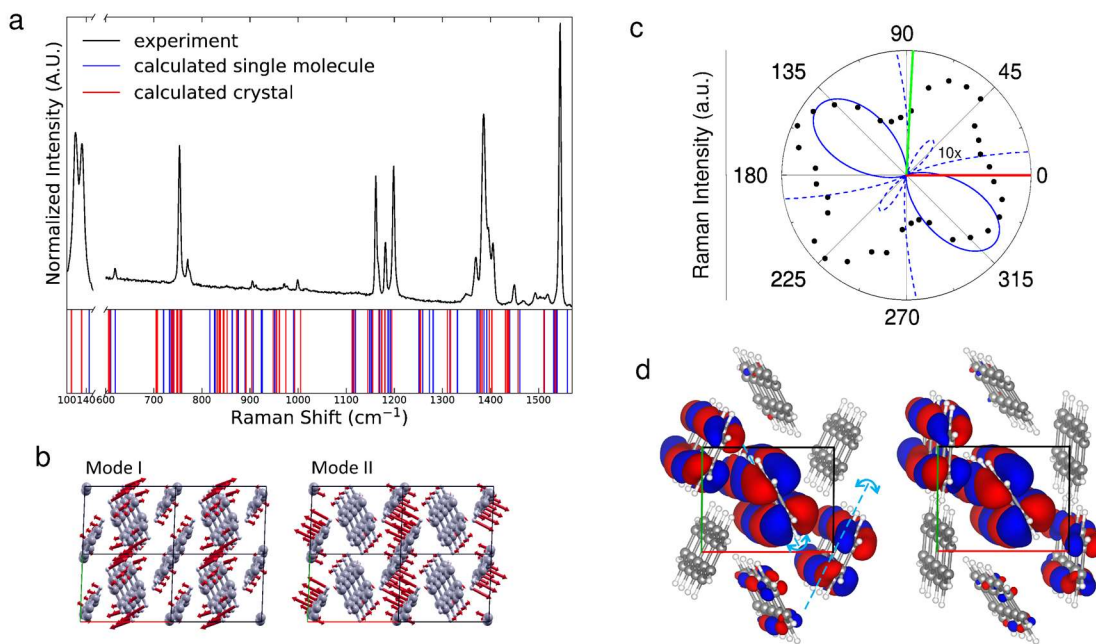 a
Normalized Intensity (A.U.)
experiment
calculated single molecule
calculated crystal
100 140 600 700 800 900 1000 1100 1200 1300 1400 1500
Raman Shift (cm⁻¹)
b
Mode I
Mode II
c
Raman Intensity (a.u.)
90
135
45
10x
180
0
225
315
270
d